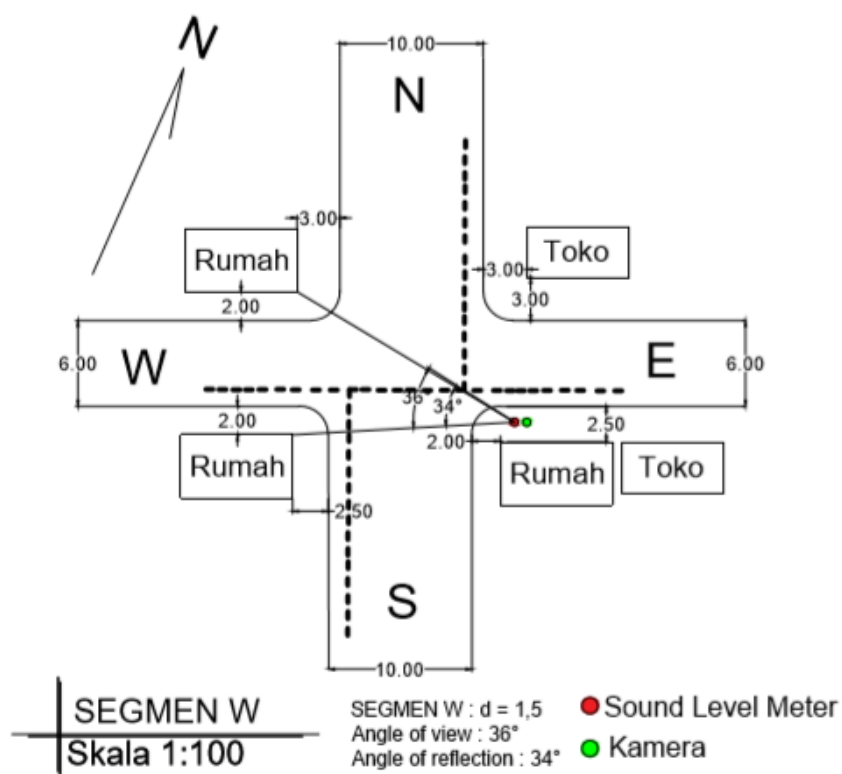 N
10.00
N
3.00
Rumah
Toko
3.00
3.00
2.00
6.00
W
E
6.00
36°
34°
2.00
2.00
2.50
Rumah
Rumah
Toko
2.50
S
10.00
SEGMEN W
Skala 1:100
SEGMEN W : d = 1,5
Angle of view : 36°
Angle of reflection : 34°
Sound Level Meter
Kamera